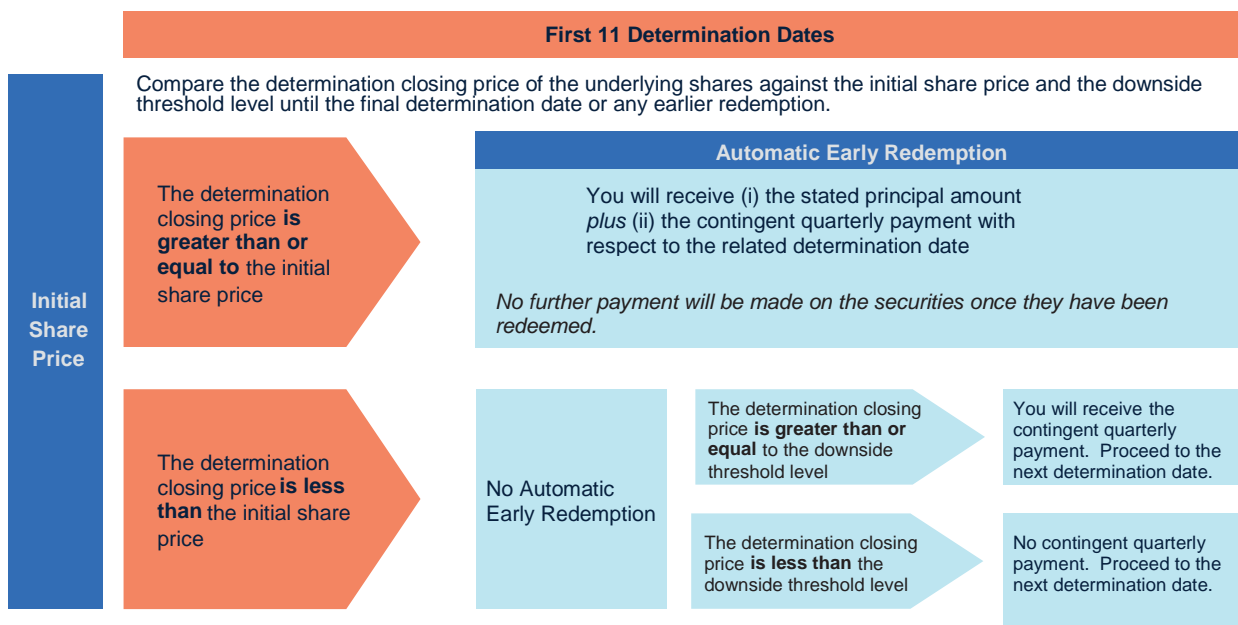 First 11 Determination Dates
Compare the determination closing price of the underlying shares against the initial share price and the downside
threshold level until the final determination date or any earlier redemption.
Initial
Share
Price
The determination
closing price is
greater than or
equal to the initial
share price
Automatic Early Redemption
You will receive (i) the stated principal amount
plus (ii) the contingent quarterly payment with
respect to the related determination date
No further payment will be made on the securities once they have been
redeemed.
The determination
closing price is less
than the initial share
price
No Automatic
Early Redemption
The determination closing
price is greater than or
equal to the downside
threshold level
You will receive the
contingent quarterly
payment.  Proceed to the
next determination date.
The determination closing
price is less than the
downside threshold level
No contingent quarterly
payment.  Proceed to the
next determination date.